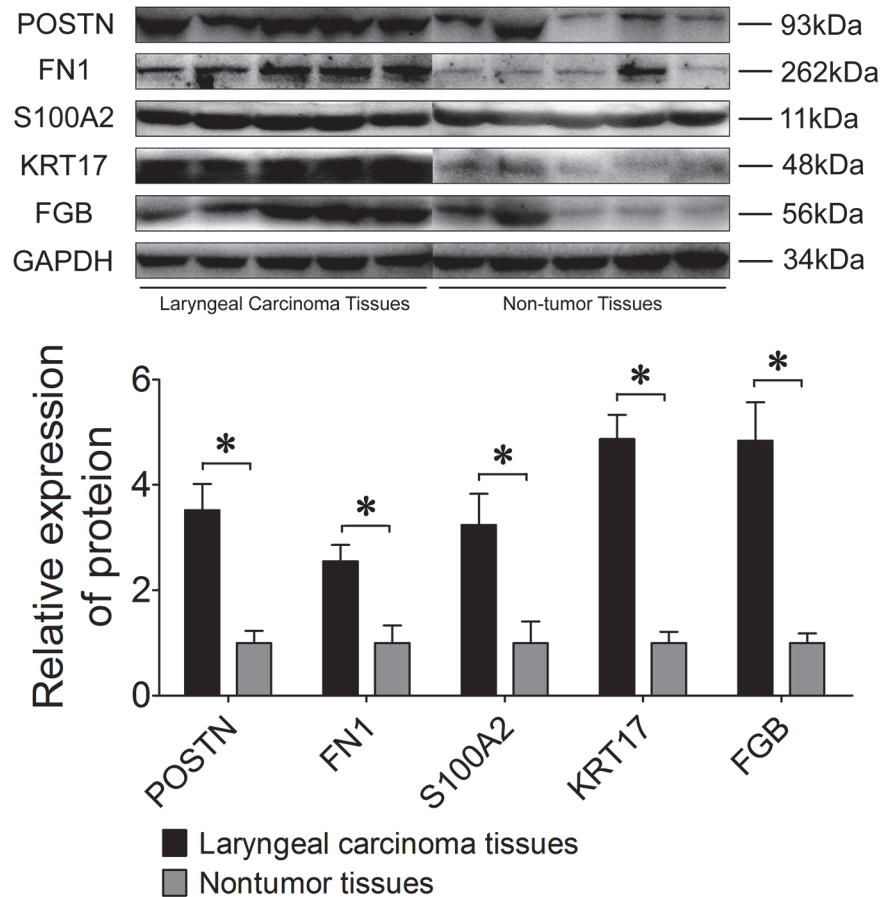 POSTN 93kDa
FN1 262kDa
S100A2 11kDa
KRT17 48kDa
FGB 56kDa
GAPDH 34kDa
Laryngeal Carcinoma Tissues Non-tumor Tissues
Relative expression
of proteion
6
4
2
0
* * * * *
POSTN FN1 S100A2 KRT17 FGB
Laryngeal carcinoma tissues
Nontumor tissues